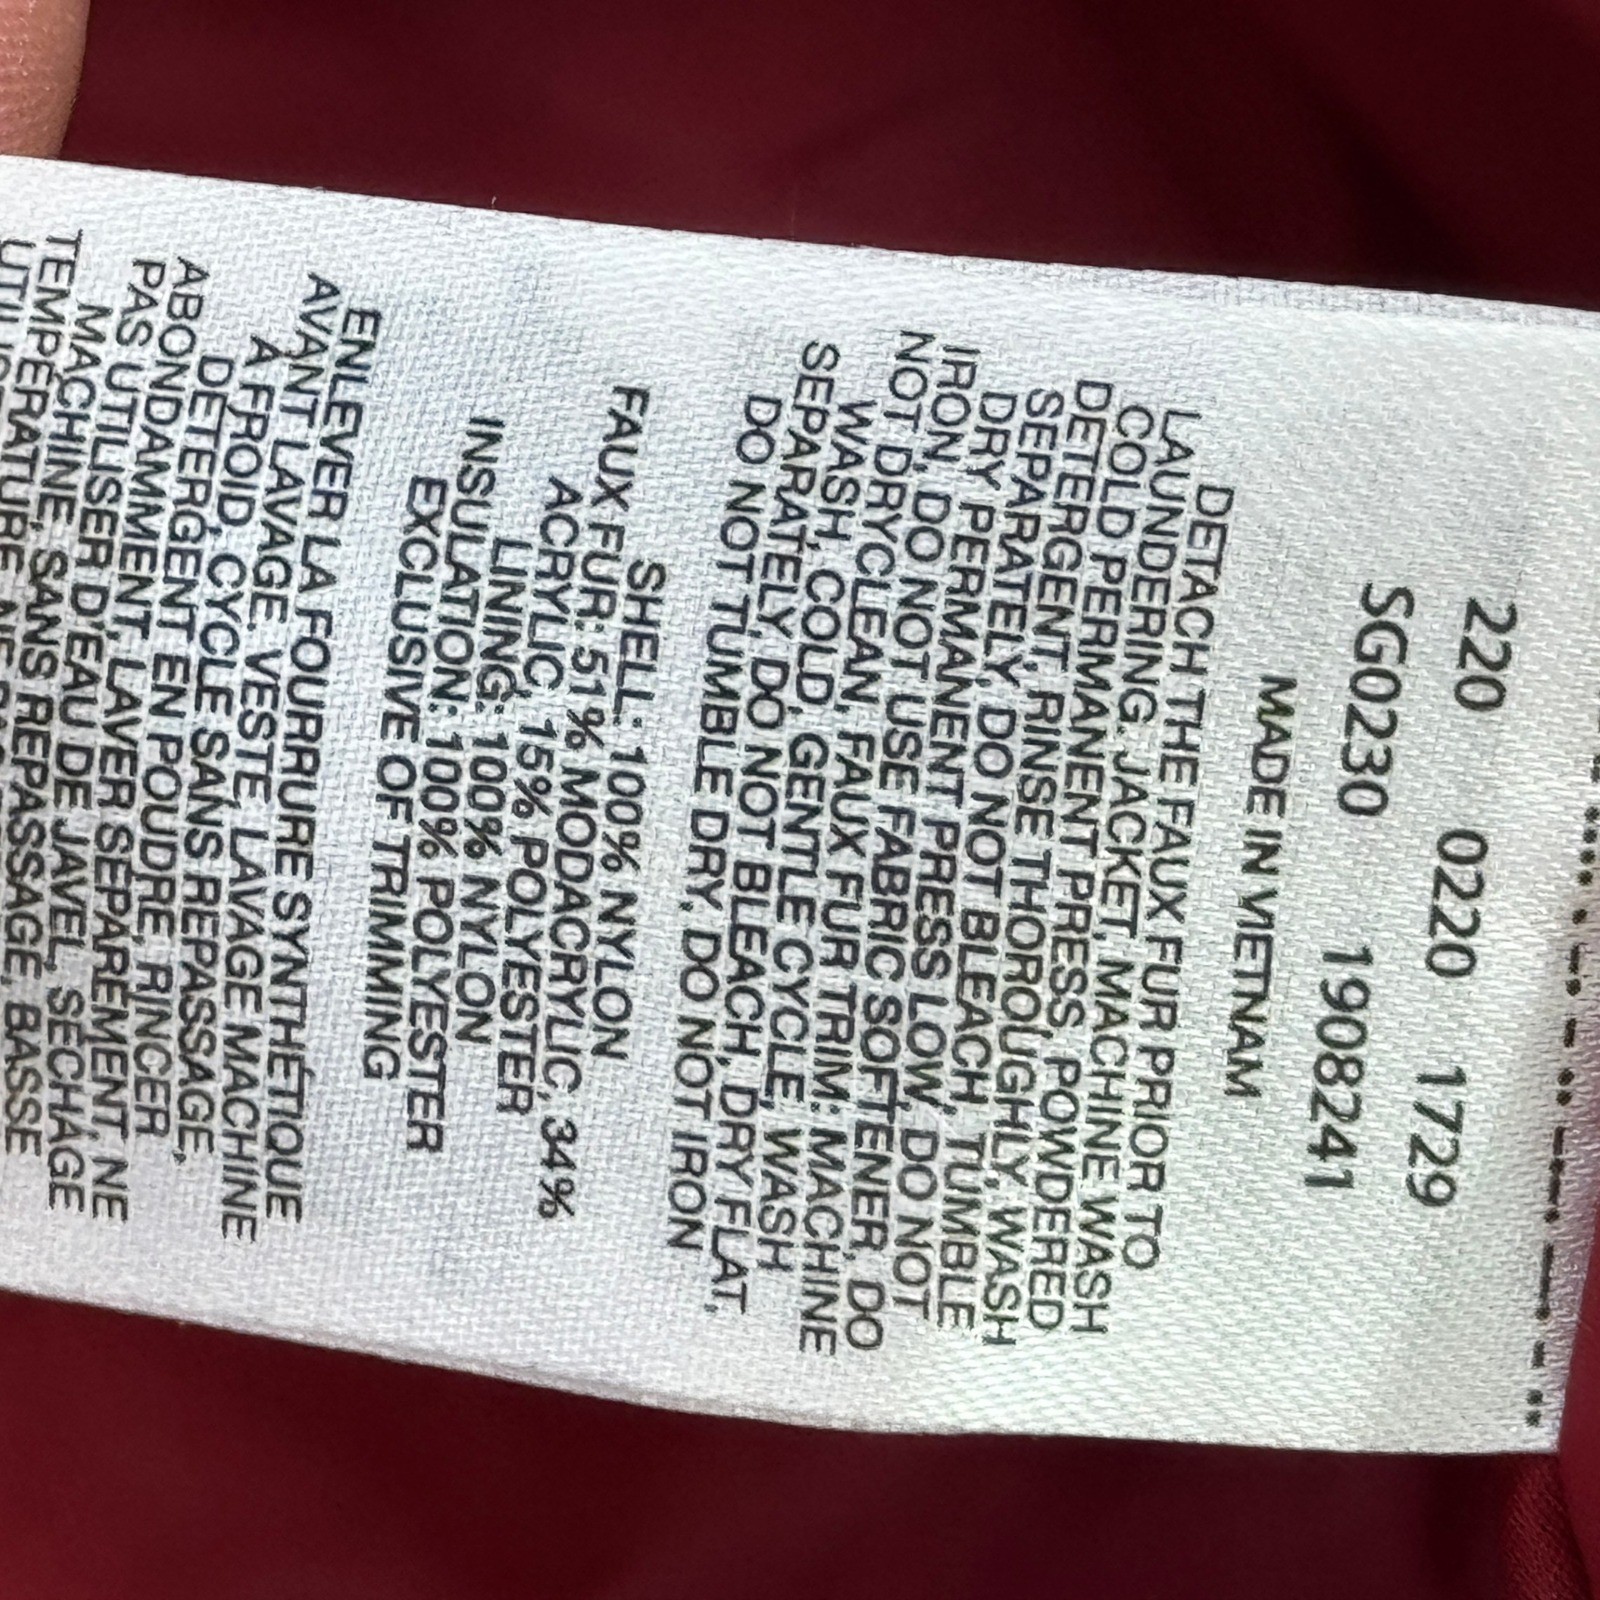 220 0220 1729
SG0230 1908241
MADE IN VIETNAM
DETACH THE FAUX FUR PRIOR TO
LAUNDERING. JACKET, MACHINE WASH
COLD PERMANENT PRESS, POWDERED
DETERGENT, RINSE THOROUGHLY, WASH
SEPARATELY, DO NOT BLEACH, TUMBLE
DRY PERMANENT PRESS LOW, DO NOT
IRON, DO NOT USE FABRIC SOFTENER, DO
NOT DRYCLEAN, FAUX FUR TRIM: MACHINE
WASH, COLD, GENTLE CYCLE, WASH
SEPARATELY, DO NOT BLEACH, DRY FLAT,
DO NOT TUMBLE DRY, DO NOT IRON
SHELL: 100% NYLON
FAUX FUR: 51% MODACRYLIC, 34%
ACRYLIC, 15% POLYESTER
LINING: 100% NYLON
INSULATION: 100% POLYESTER
EXCLUSIVE OF TRIMMING
ENLEVER LA FOURRURE SYNTHÉTIQUE
AVANT LAVAGE. VESTE, LAVAGE MACHINE
À FROID, CYCLE SANS REPASSAGE,
DÉTERGENT EN POUDRE, RINCER
ABONDAMMENT, LAVER SÉPARÉMENT, NE
PAS UTILISER D'EAU DE JAVEL, SÉCHAGE
MACHINE, SANS REPASSAGE, BASSE
TEMPÉRATURE, NE